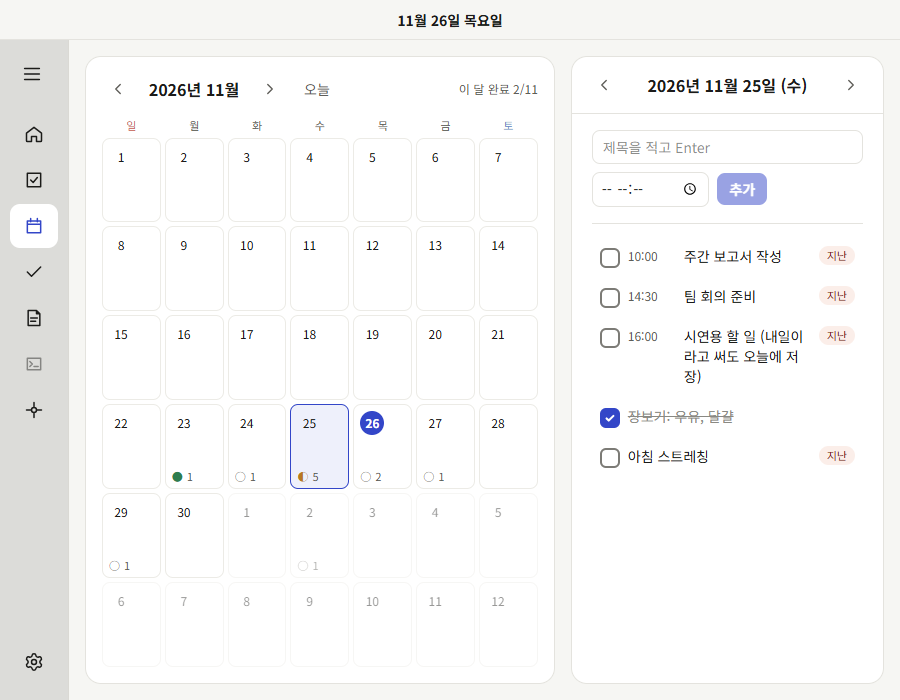 11월 26일 목요일
2026년 11월
오늘
이 달 완료 2/11
일 월 화 수 목 금 토
1 2 3 4 5 6 7
8 9 10 11 12 13 14
15 16 17 18 19 20 21
22 23 24 25 26 27 28
1 1 5 2 1
29 30 1 2 3 4 5
1 1
6 7 8 9 10 11 12
2026년 11월 25일 (수)
제목을 적고 Enter
-- --:--
추가
10:00 주간 보고서 작성 지난
14:30 팀 회의 준비 지난
16:00 시연용 할 일 (내일이 지난
라고 써도 오늘에 저
장)
장보기: 우유, 달걀
아침 스트레칭 지난